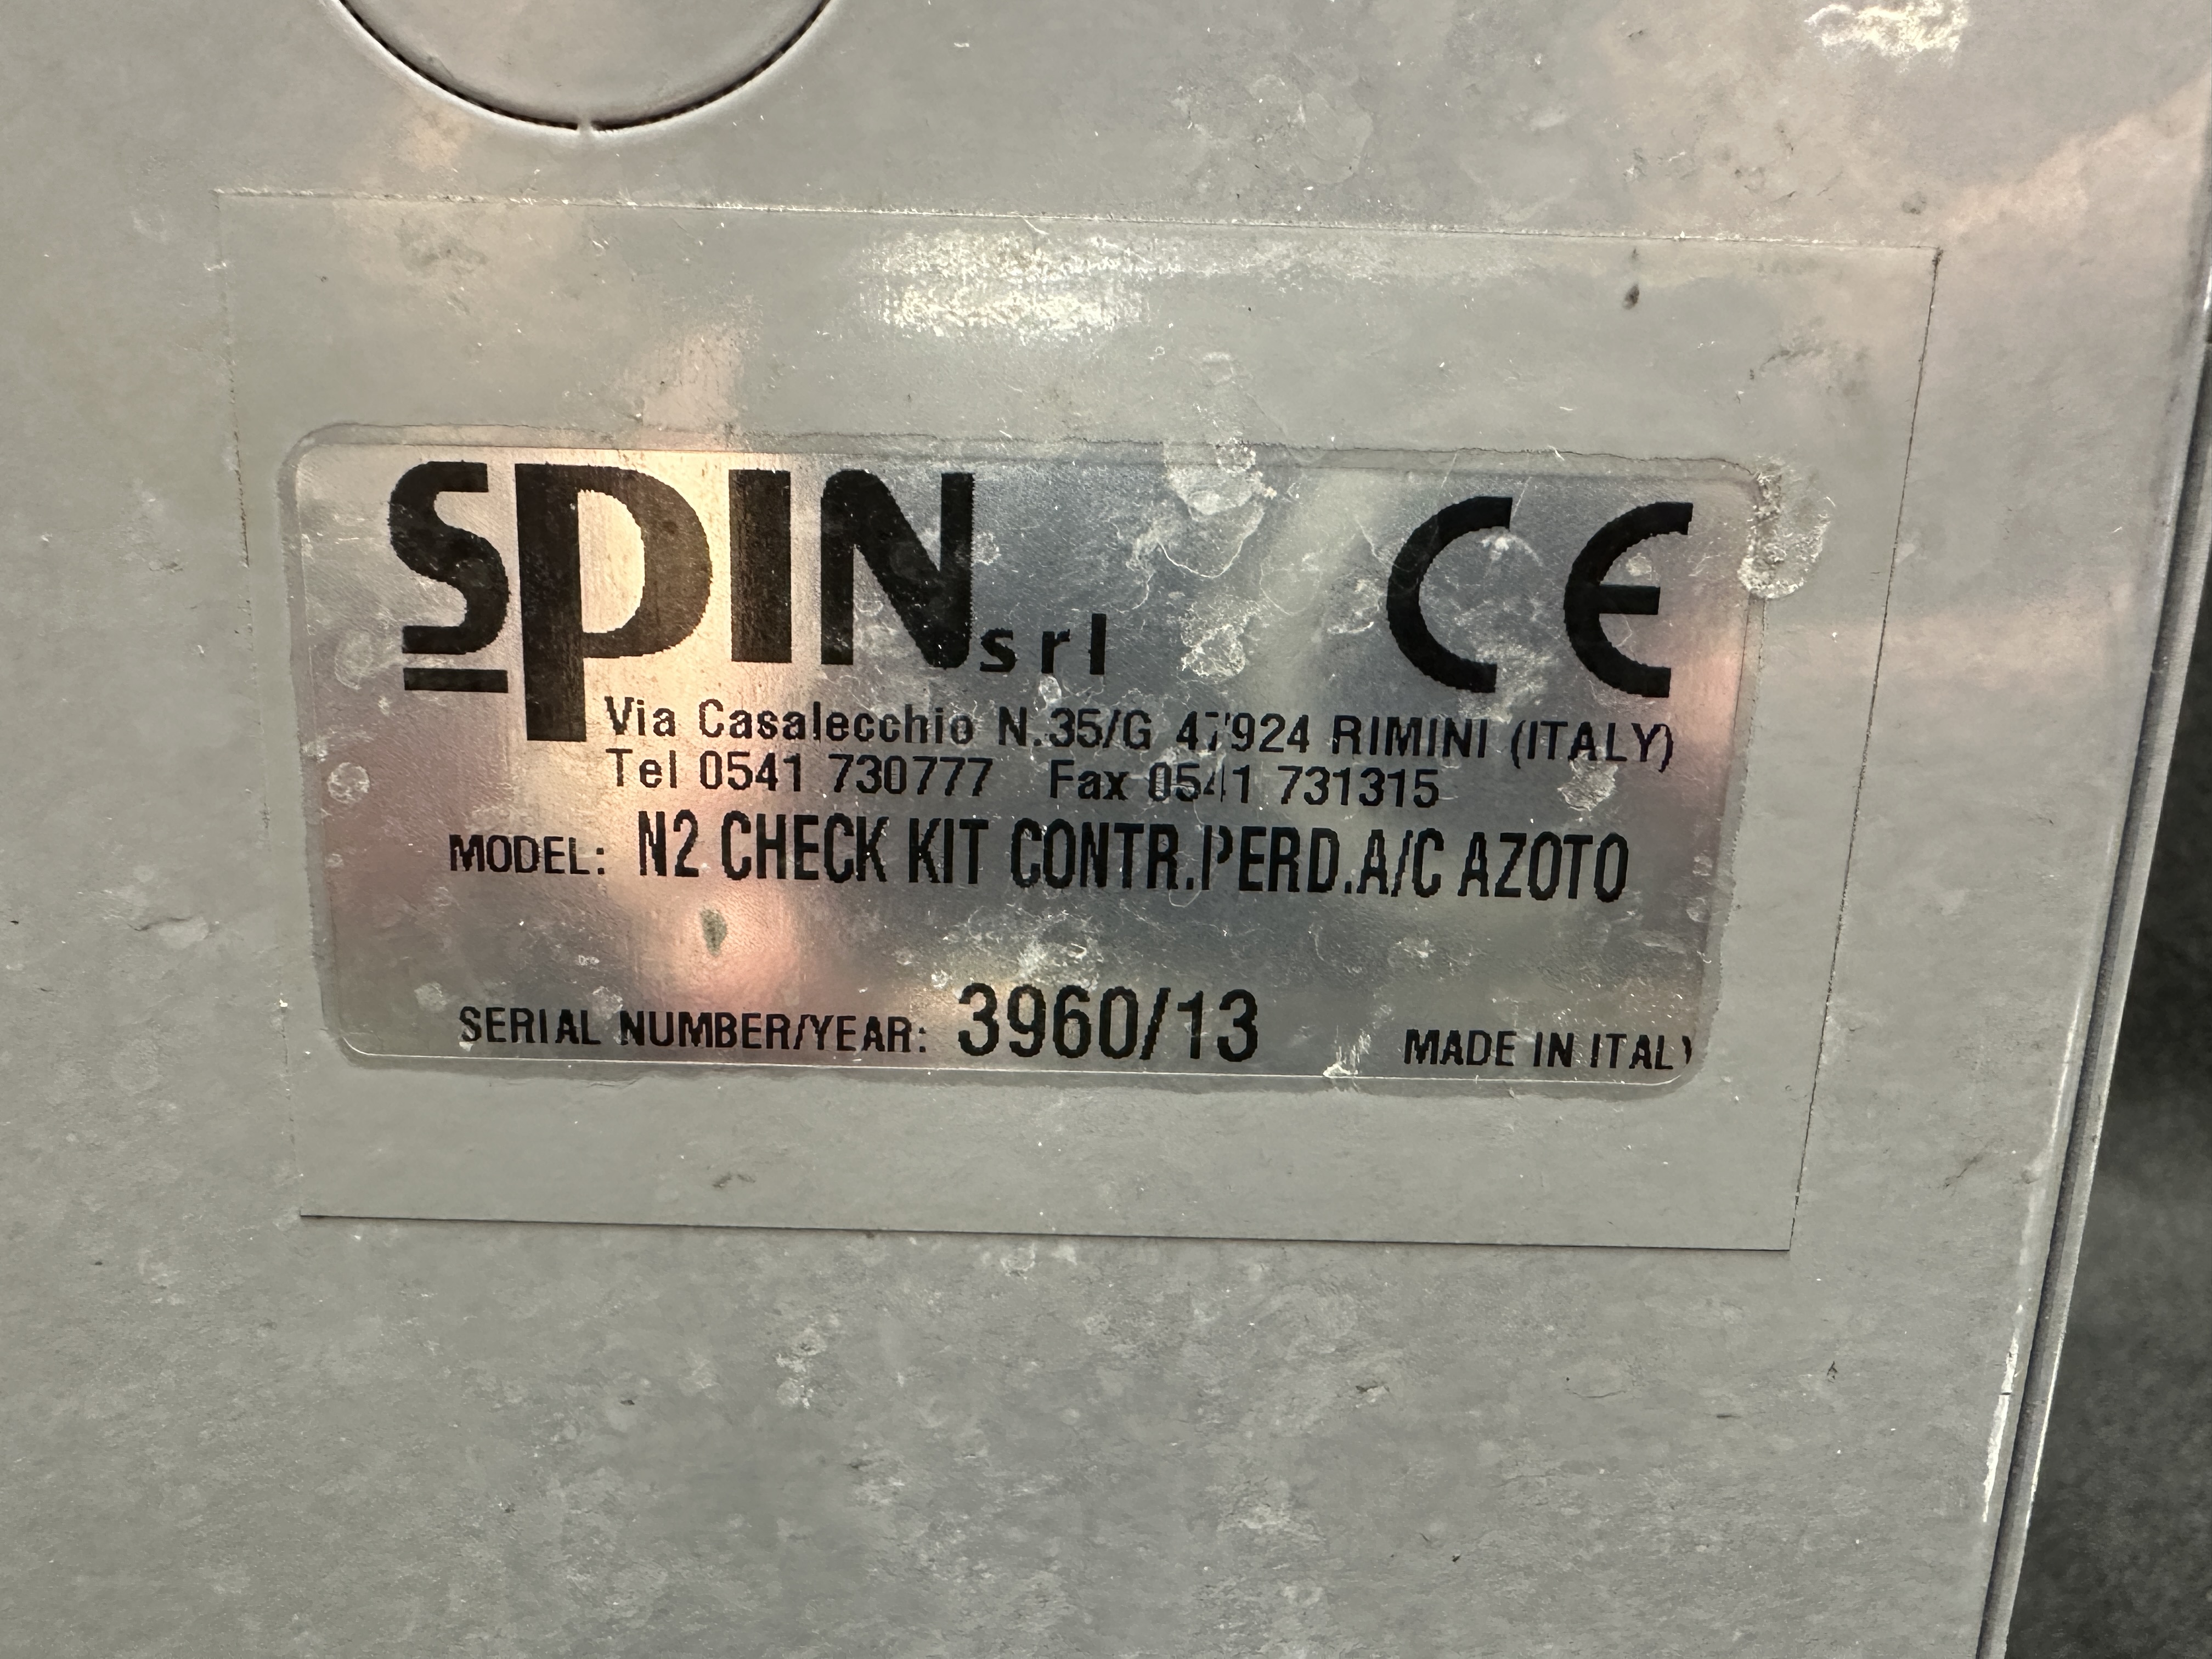 SPIN srl CE
Via Casalecchio N.35/G 47924 RIMINI (ITALY)
Tel 0541 730777 Fax 0541 731315
MODEL: N2 CHECK KIT CONTR.PERD.A/C AZOTO
SERIAL NUMBER/YEAR: 3960/13 MADE IN ITALY